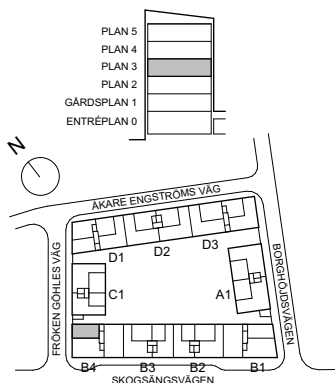 PLAN 5
PLAN 4
PLAN 3
PLAN 2
GÅRDSPLAN 1
ENTRÉPLAN 0
N
ÅKARE ENGSTRÖMS VÄG
D1
D2
D3
FRÖKEN GÖHLES VÄG
C1
A1
BORGHÖJDSVÄGEN
B4
B3
B2
B1
SKOGSÄNGSVÄGEN